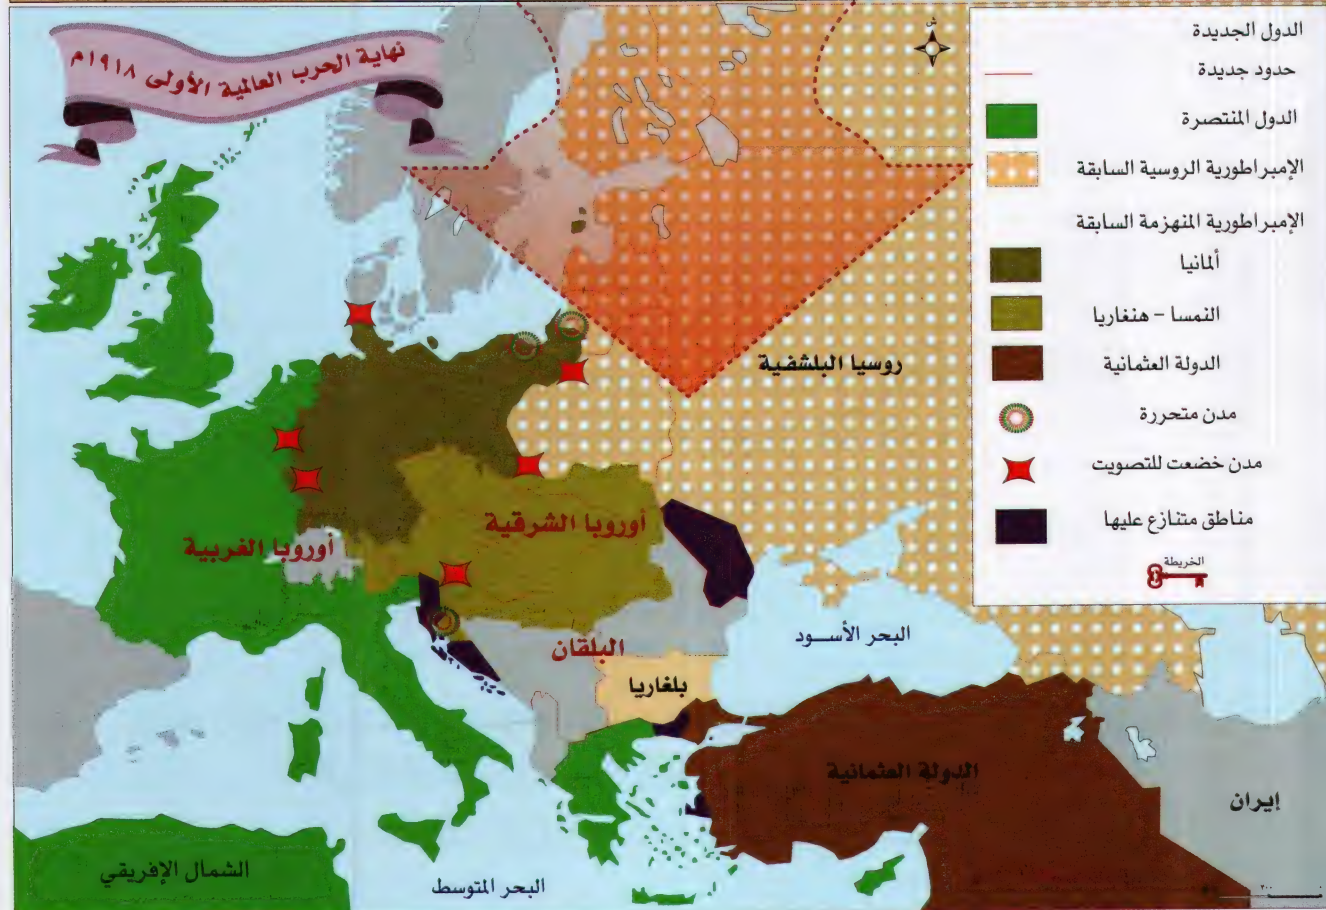 نهاية الحرب العالمية الأولى ١٩١٨م
ش
الدول الجديدة
حدود جديدة
الدول المنتصرة
الإمبراطورية الروسية السابقة
الإمبراطورية المنهزمة السابقة
ألمانيا
النمسا - هنغاريا
الدولة العثمانية
مدن متحررة
مدن خضعت للتصويت
مناطق متنازع عليها
الخريطة
روسيا البلشفية
أوروبا الشرقية
أوروبا الغربية
البحر الأسود
البلقان
بلغاريا
الدولة العثمانية
إيران
الشمال الإفريقي
البحر المتوسط
٢٠٠ ٠